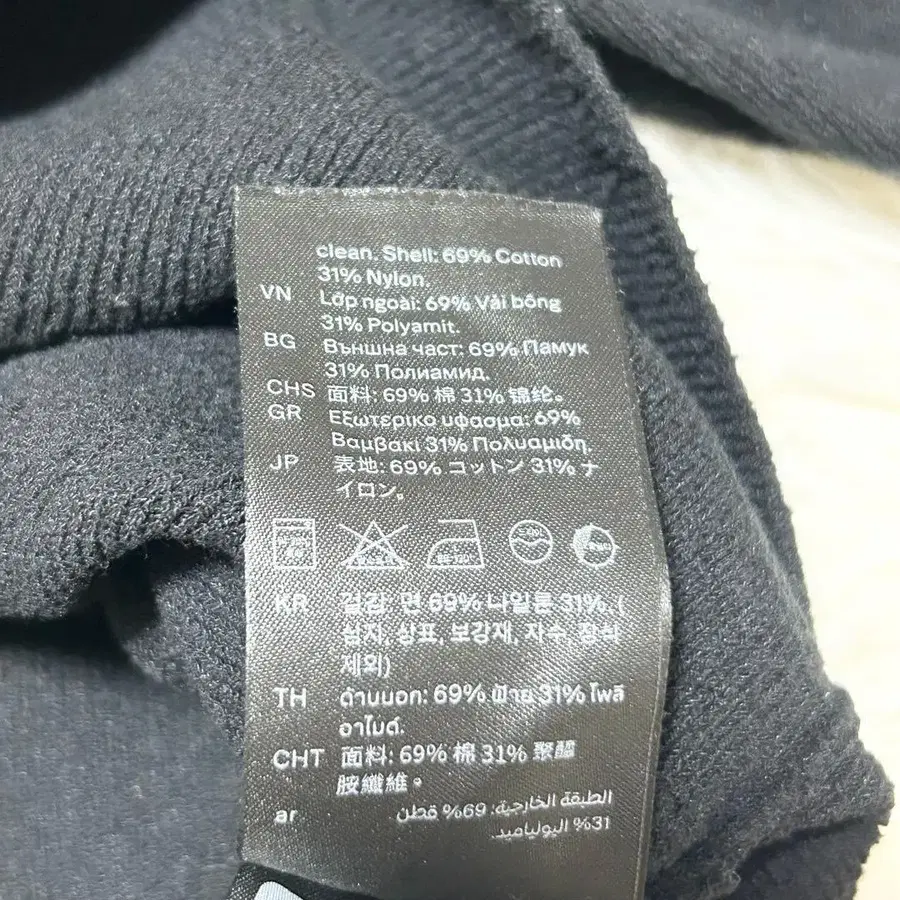 clean. Shell: 69% Cotton
31% Nylon.
VN Lớp ngoài: 69% Vải bông
31% Polyamit.
BG Външна част: 69% Памук
31% Полиамид.
CHS 面料: 69% 棉 31% 锦纶。
GR Εξωτερικο υφασμα: 69%
Βαμβακι 31% Πολυαμιδη.
JP 表地: 69% コットン 31% ナ
イロン。
KR 겉감: 면 69% 나일론 31%. (
심지, 상표, 보강재, 자수, 장식
제외)
TH ด้านนอก: 69% ฝ้าย 31% โพลี
อาไมด์.
CHT 面料: 69% 棉 31% 聚醯
胺纖維。
ar الطبقة الخارجية: 69% قطن
31% البولياميد.